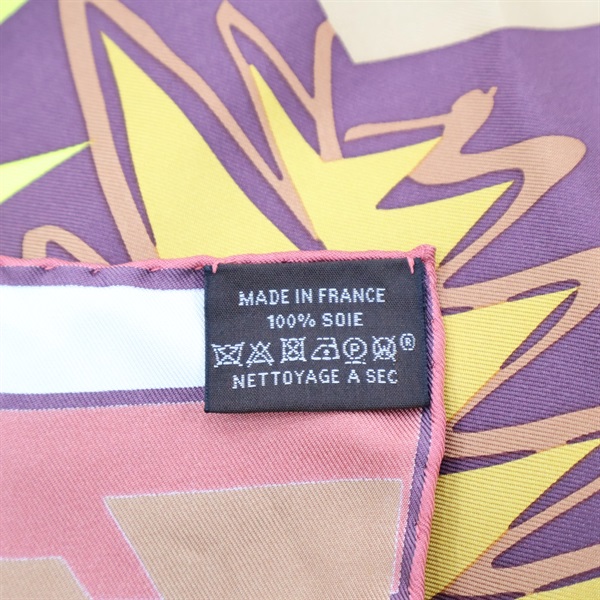 MADE IN FRANCE
100% SOIE
®
NETTOYAGE A SEC